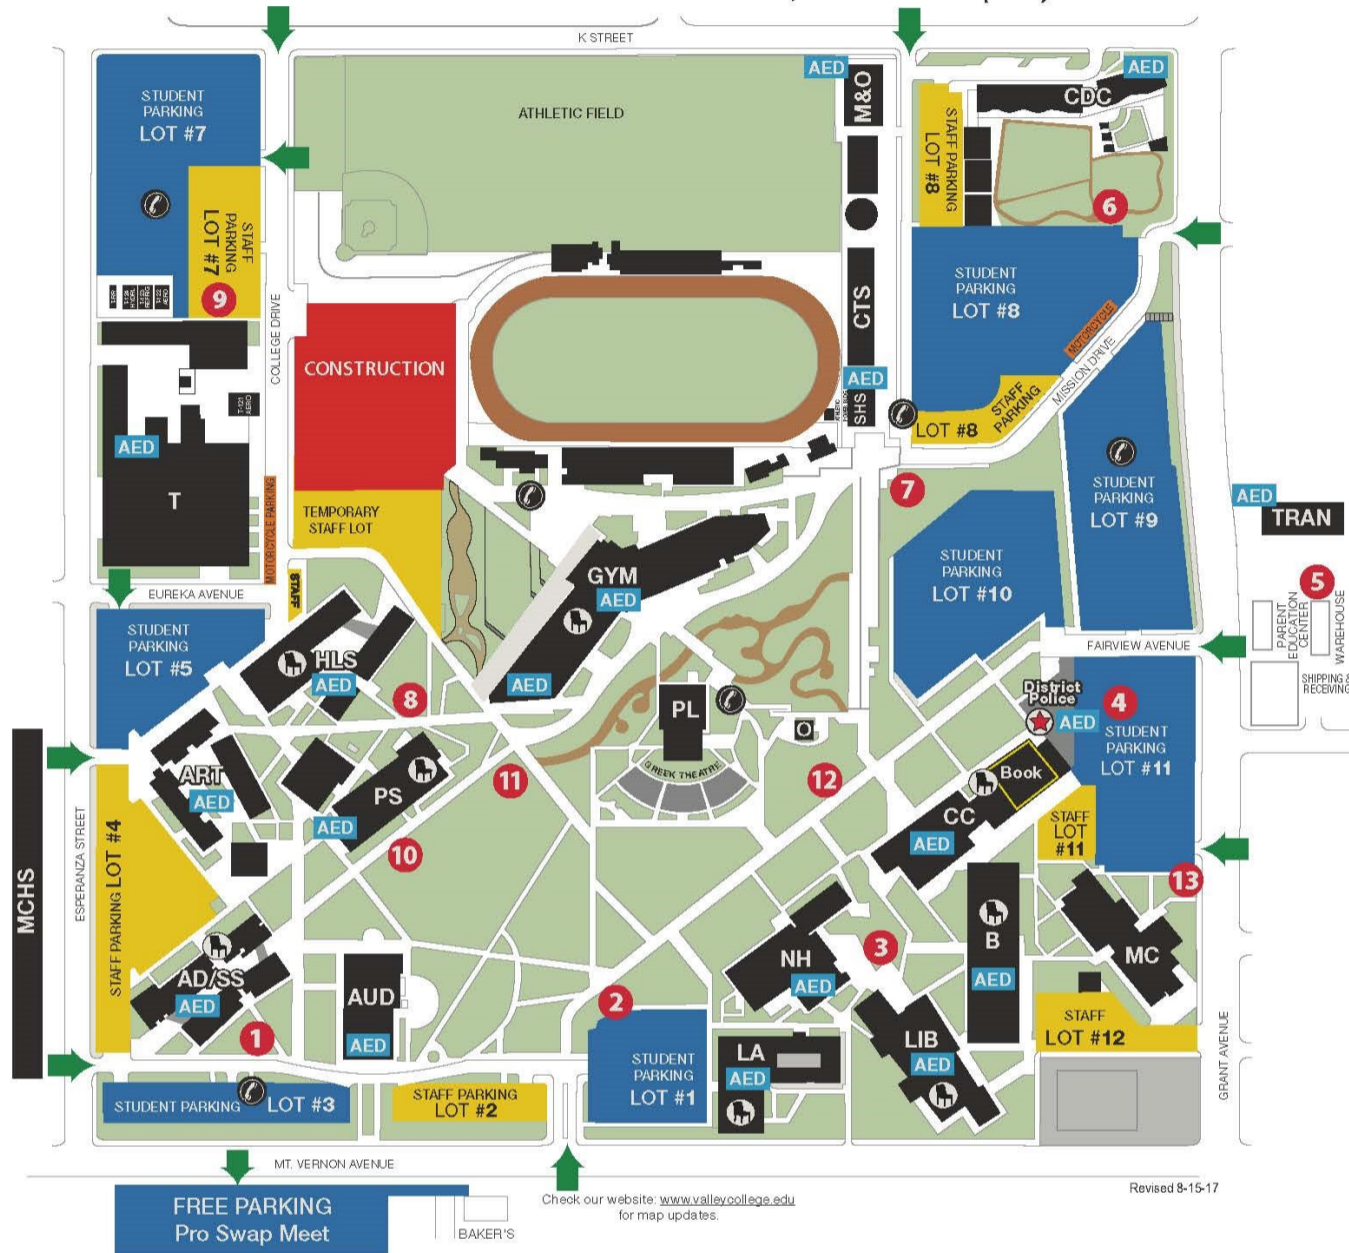 K STREET
STUDENT
PARKING
LOT #7
ATHLETIC FIELD
AED
M&O
STAFF PARKING
LOT #8
AED
CDC
STAFF
PARKING
LOT #7
9
6
COLLEGE DRIVE
STUDENT
PARKING
LOT #8
MOTORCYCLE
MISSION DRIVE
CONSTRUCTION
CTS
AED
SHS
STAFF
PARKING
LOT #8
T-121
AERO
AED
T
MOTORCYCLE PARKING
TEMPORARY
STAFF LOT
7
STUDENT
PARKING
LOT #9
AED
TRAN
STUDENT
PARKING
LOT #10
5
PARENT
EDUCATION
CENTER
WAREHOUSE
SHIPPING &
RECEIVING
FAIRVIEW AVENUE
EUREKA AVENUE
STAFF
GYM
AED
AED
STUDENT
PARKING
LOT #5
HLS
AED
8
PL
GREEK THEATRE
O
District
Police
AED
4
STUDENT
PARKING
LOT #11
ART
AED
PS
AED
11
12
Book
CC
AED
STAFF
LOT
#11
10
13
MCHS
ESPERANZA STREET
STAFF PARKING LOT #4
AD/SS
AED
AUD
AED
1
2
NH
AED
3
B
AED
MC
LIB
AED
STAFF
LOT #12
GRANT AVENUE
LA
AED
STUDENT
PARKING
LOT #1
STUDENT PARKING LOT #3
STAFF PARKING
LOT #2
MT. VERNON AVENUE
FREE PARKING
Pro Swap Meet
BAKER'S
Check our website: www.valleycollege.edu
for map updates.
Revised 8-15-17